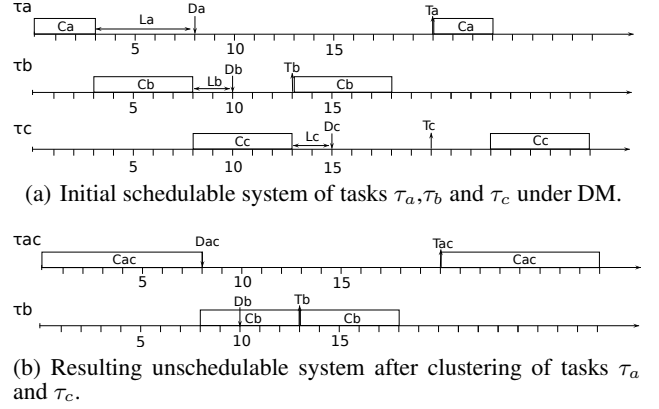 τa
Ca
La
Da
Ta
Ca
5 10 15
τb
Cb
Lb
Db
Tb
Cb
5 10 15
τc
Cc
Lc
Dc
Tc
Cc
5 10 15
(a) Initial schedulable system of tasks τa,τb and τc under DM.
τac
Cac
Dac
Tac
Cac
5 10 15
τb
Db
Cb
Tb
Cb
5 10 15
(b) Resulting unschedulable system after clustering of tasks τa
and τc.